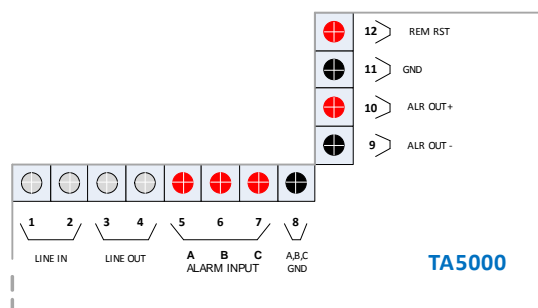 12 REM RST
11 GND
10 ALR OUT+
9 ALR OUT -
1 2 3 4 5 6 7 8
LINE IN LINE OUT A B C A,B,C
ALARM INPUT GND
TA5000